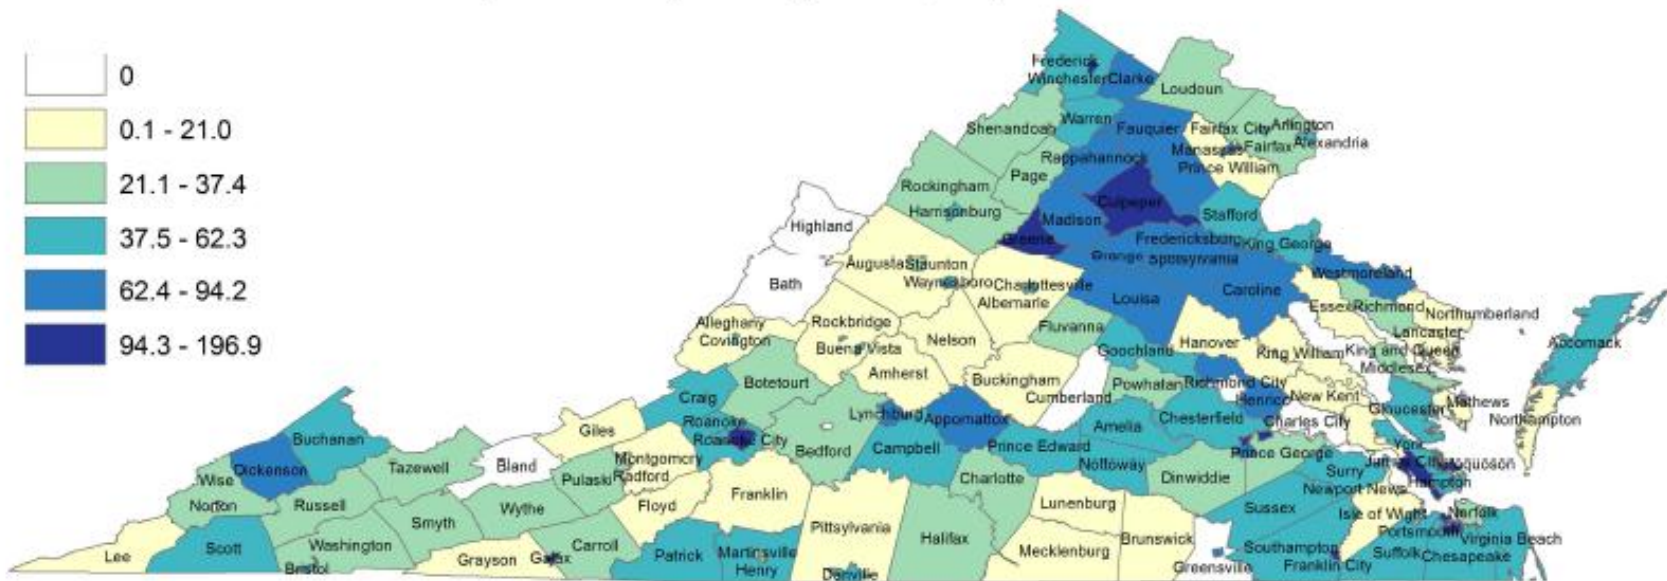 0
0.1 - 21.0
21.1 - 37.4
37.5 - 62.3
62.4 - 94.2
94.3 - 196.9
Frederick
Winchester Clarke
Loudoun
Shenandoah
Warren
Fauquier
Fairfax City Arlington
Manassas Fairfax Alexandria
Rappahannock
Prince William
Page
Rockingham
Harrisonburg
Culpeper
Madison
Stafford
Highland
Greene
Fredericksburg King George
Orange Spotsylvania
Augusta Staunton
Westmoreland
Bath
Waynesboro Charlottesville
Albemarle
Louisa
Caroline
Essex Richmond Northumberland
Alleghany
Rockbridge
Fluvanna
Lancaster
Covington
Nelson
Buena Vista
Goochland
Hanover
King William King and Queen
Accomack
Middlesex
Amherst
Buckingham
Botetourt
Powhatan Richmond City
Craig
Cumberland
Henrico New Kent
Mathews
Lynchburg Appomattox
Gloucester
Northampton
Roanoke
Chesterfield
Charles City
Giles
Amelia
Roanoke City
Buchanan
Bedford
Campbell
Prince Edward
York
Prince George
Montgomery
Bland
Nottoway
James City Poquoson
Dickenson
Tazewell
Radford
Pulaski
Charlotte
Dinwiddie
Surry
Hampton
Wise
Newport News
Franklin
Norton
Russell
Wythe
Floyd
Lunenburg
Sussex
Isle of Wight Norfolk
Smyth
Pittsylvania
Portsmouth
Halifax
Virginia Beach
Washington
Carroll
Brunswick
Scott
Patrick
Martinsville
Mecklenburg
Southampton
Suffolk Chesapeake
Lee
Grayson Galax
Henry
Bristol
Danville
Greensville
Franklin City